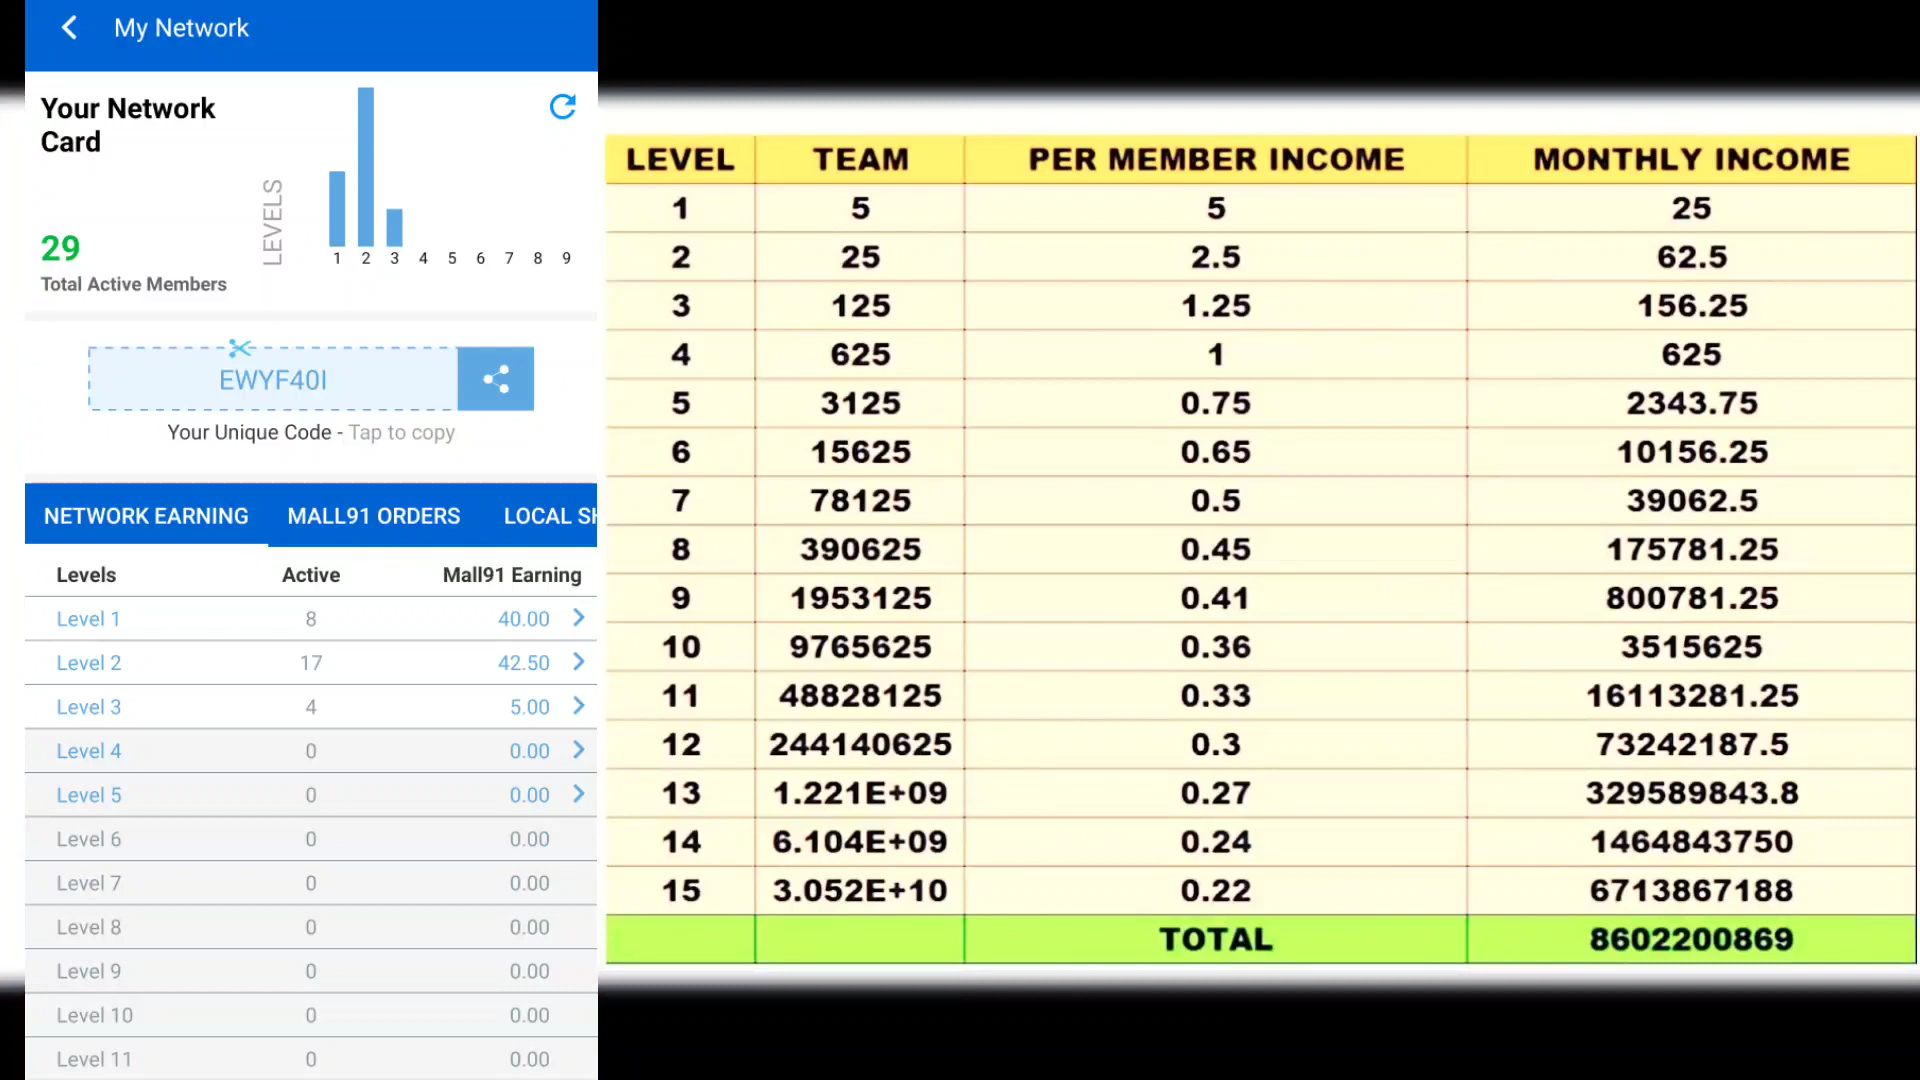 My Network
Your Network
Card
LEVELS
1 2 3 4 5 6 7 8 9
29
Total Active Members
EWYF40I
Your Unique Code - Tap to copy
NETWORK EARNING MALL91 ORDERS LOCAL SH
Levels Active Mall91 Earning
Level 1 8 40.00
Level 2 17 42.50
Level 3 4 5.00
Level 4 0 0.00
Level 5 0 0.00
Level 6 0 0.00
Level 7 0 0.00
Level 8 0 0.00
Level 9 0 0.00
Level 10 0 0.00
Level 11 0 0.00
LEVEL TEAM PER MEMBER INCOME MONTHLY INCOME
1 5 5 25
2 25 2.5 62.5
3 125 1.25 156.25
4 625 1 625
5 3125 0.75 2343.75
6 15625 0.65 10156.25
7 78125 0.5 39062.5
8 390625 0.45 175781.25
9 1953125 0.41 800781.25
10 9765625 0.36 3515625
11 48828125 0.33 16113281.25
12 244140625 0.3 73242187.5
13 1.221E+09 0.27 329589843.8
14 6.104E+09 0.24 1464843750
15 3.052E+10 0.22 6713867188
TOTAL 8602200869